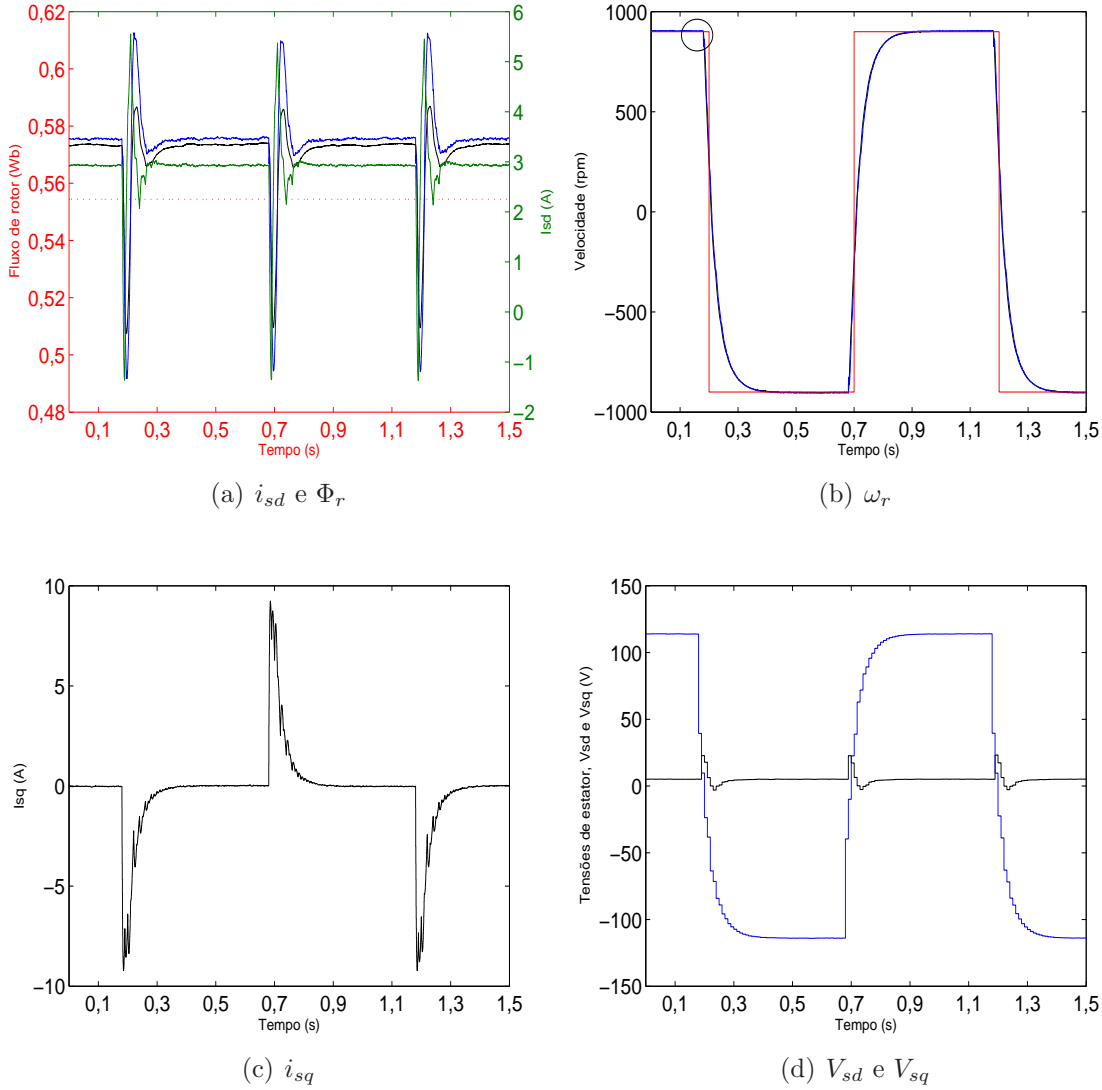 0,62
0,6
0,58
0,56
0,54
0,52
0,5
0,48
Fluxo de rotor (Wb)
6
5
4
3
2
1
0
−1
−2
Isd (A)
0,1 0,3 0,5 0,7 0,9 1,1 1,3 1,5
Tempo (s)
(a) i_sd e Φ_r
1000
500
0
−500
−1000
Velocidade (rpm)
0,1 0,3 0,5 0,7 0,9 1,1 1,3 1,5
Tempo (s)
(b) ω_r
10
5
0
−5
−10
Isq (A)
0,1 0,3 0,5 0,7 0,9 1,1 1,3 1,5
Tempo (s)
(c) i_sq
150
100
50
0
−50
−100
−150
Tensões de estator, Vsd e Vsq (V)
0,1 0,3 0,5 0,7 0,9 1,1 1,3 1,5
Tempo (s)
(d) V_sd e V_sq